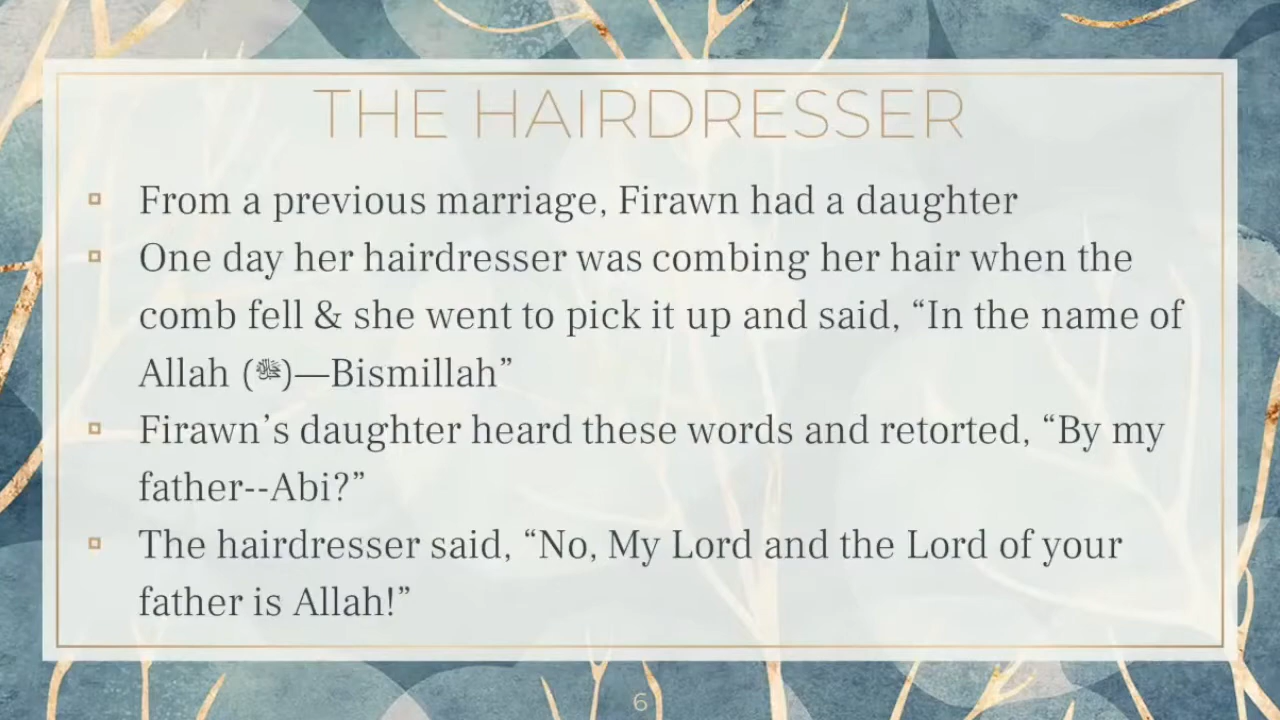 THE HAIRDRESSER
▫ From a previous marriage, Firawn had a daughter
▫ One day her hairdresser was combing her hair when the
comb fell & she went to pick it up and said, “In the name of
Allah (ﷻ)—Bismillah”
▫ Firawn’s daughter heard these words and retorted, “By my
father--Abi?”
▫ The hairdresser said, “No, My Lord and the Lord of your
father is Allah!”
6